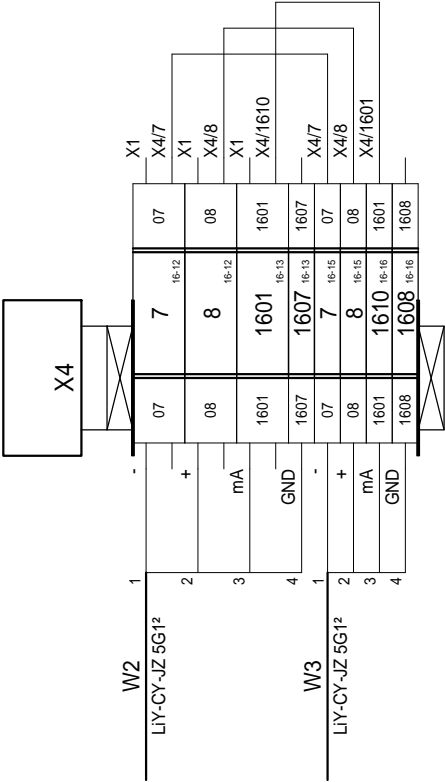 X4
X1
X4/7
X1
X4/8
X1
X4/1610
X4/7
X4/8
X4/1601
07
08
1601
1607
07
08
1601
1608
7 16-12
8 16-12
1601 16-13
1607 16-13
7 16-15
8 16-15
1610 16-16
1608 16-16
07
08
1601
1607
07
08
1601
1608
-
+
mA
GND
-
+
mA
GND
1
2
3
4
1
2
3
4
W2
LiY-CY-JZ 5G1²
W3
LiY-CY-JZ 5G1²